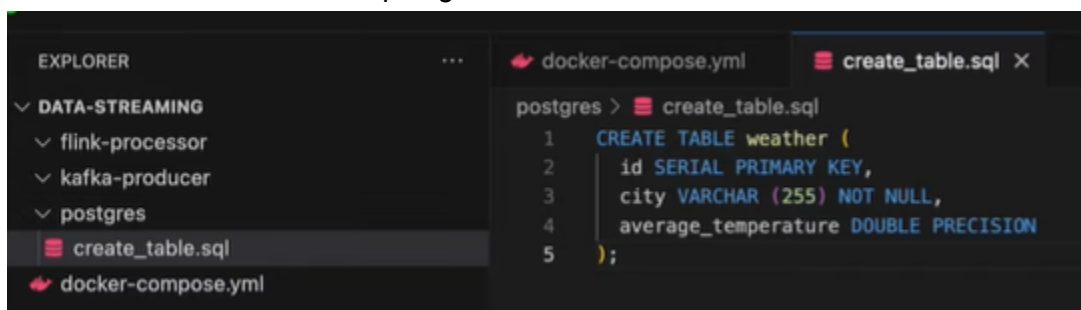 EXPLORER ...
DATA-STREAMING
flink-processor
kafka-producer
postgres
create_table.sql
docker-compose.yml
docker-compose.yml create_table.sql ×
postgres > create_table.sql
1 CREATE TABLE weather (
2 id SERIAL PRIMARY KEY,
3 city VARCHAR (255) NOT NULL,
4 average_temperature DOUBLE PRECISION
5 );